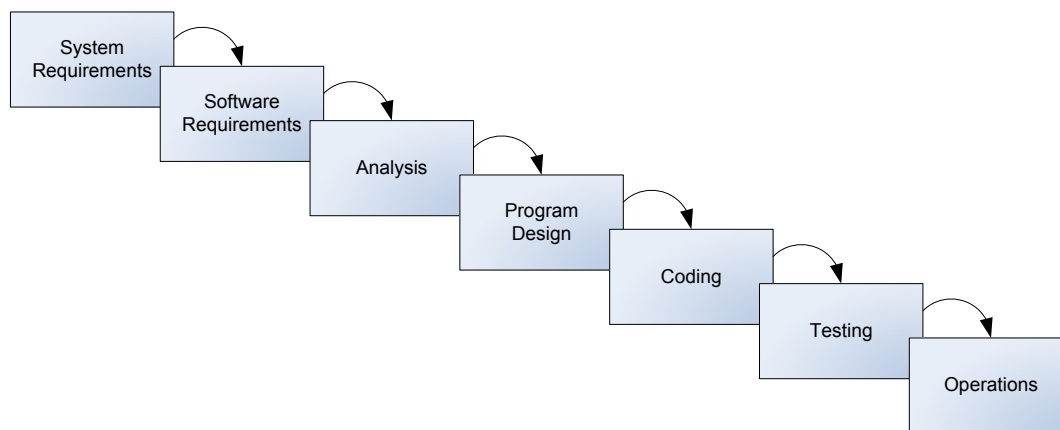 System
Requirements
Software
Requirements
Analysis
Program
Design
Coding
Testing
Operations